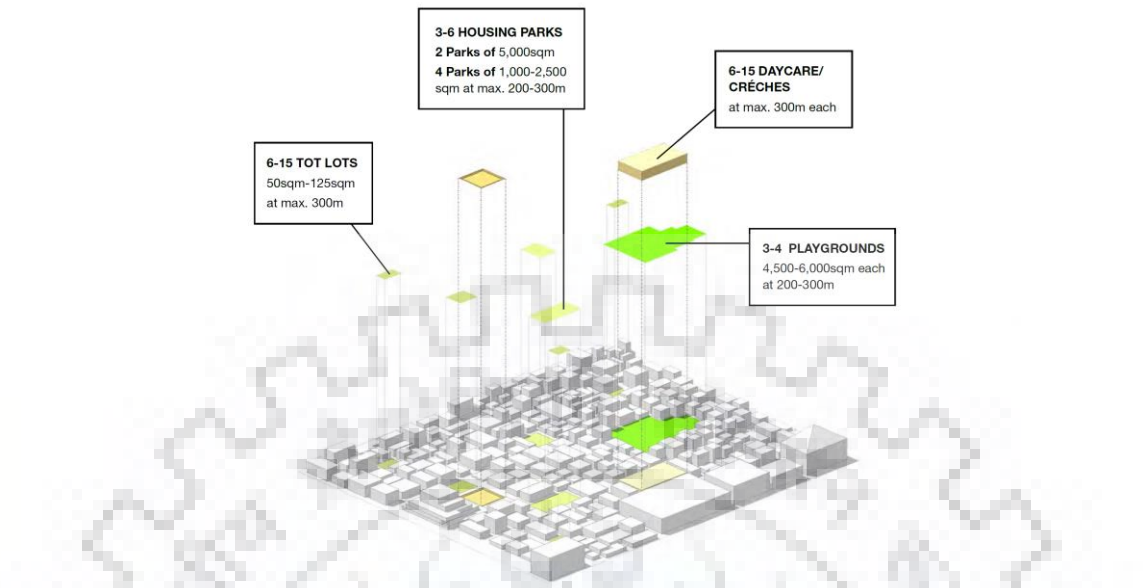 3-6 HOUSING PARKS
2 Parks of 5,000sqm
4 Parks of 1,000-2,500
sqm at max. 200-300m
6-15 DAYCARE/
CRÉCHES
at max. 300m each
6-15 TOT LOTS
50sqm-125sqm
at max. 300m
3-4 PLAYGROUNDS
4,500-6,000sqm each
at 200-300m